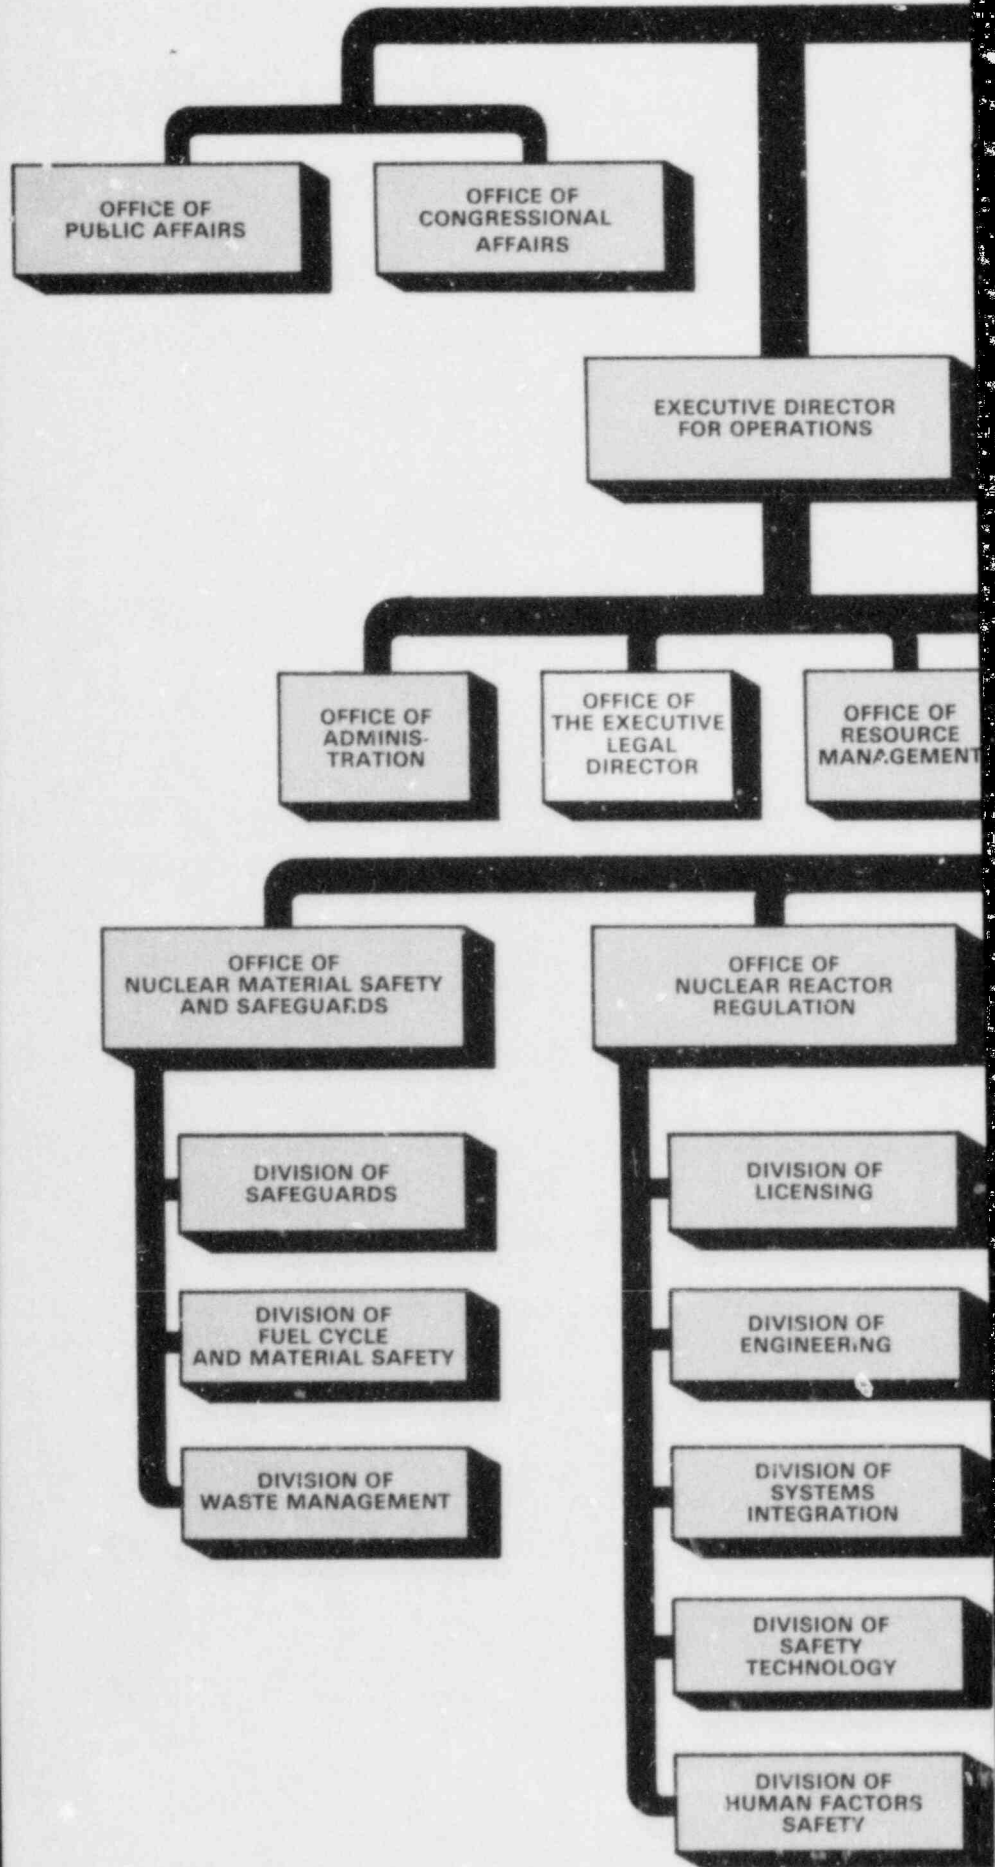 OFFICE OF
PUBLIC AFFAIRS
OFFICE OF
CONGRESSIONAL
AFFAIRS
EXECUTIVE DIRECTOR
FOR OPERATIONS
OFFICE OF
ADMINIS-
TRATION
OFFICE OF
THE EXECUTIVE
LEGAL
DIRECTOR
OFFICE OF
RESOURCE
MANAGEMENT
OFFICE OF
NUCLEAR MATERIAL SAFETY
AND SAFEGUARDS
OFFICE OF
NUCLEAR REACTOR
REGULATION
DIVISION OF
SAFEGUARDS
DIVISION OF
FUEL CYCLE
AND MATERIAL SAFETY
DIVISION OF
WASTE MANAGEMENT
DIVISION OF
LICENSING
DIVISION OF
ENGINEERING
DIVISION OF
SYSTEMS
INTEGRATION
DIVISION OF
SAFETY
TECHNOLOGY
DIVISION OF
HUMAN FACTORS
SAFETY